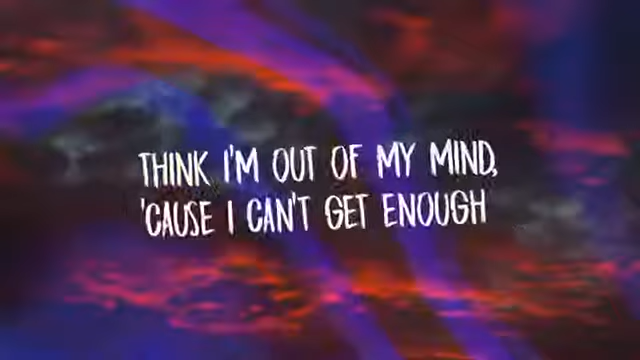 THINK I'M OUT OF MY MIND,
'CAUSE I CAN'T GET ENOUGH